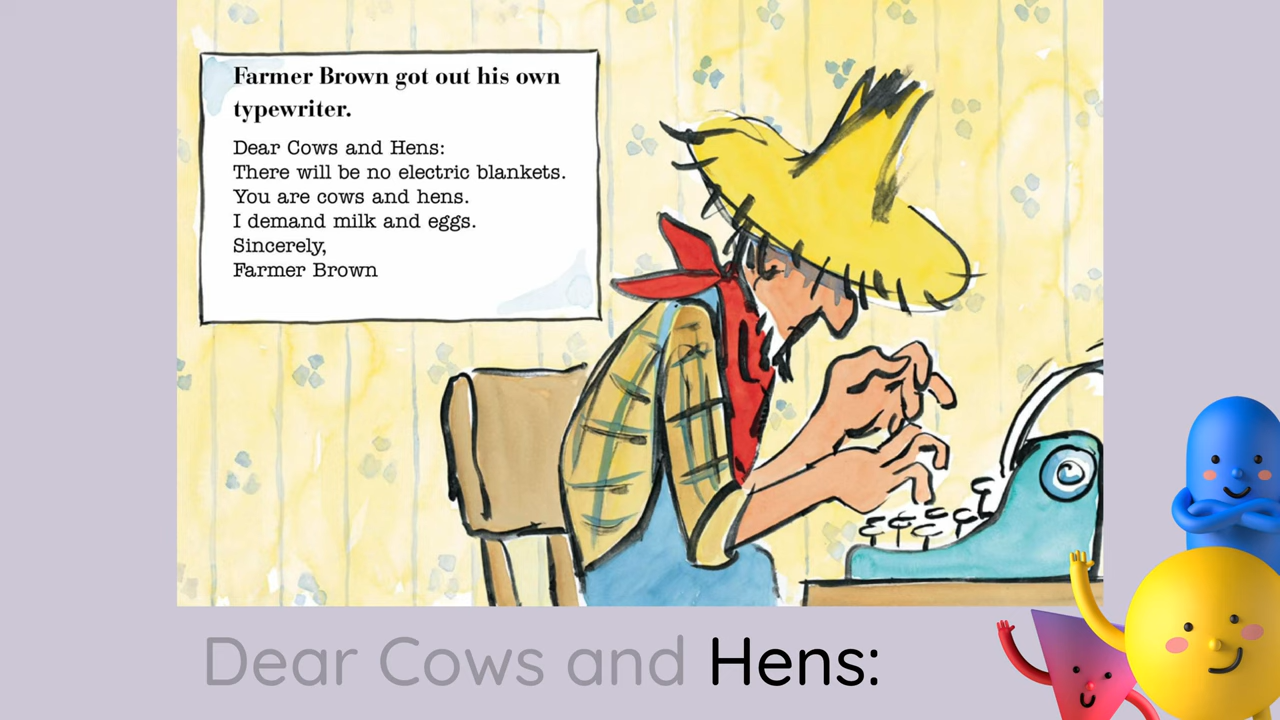 Farmer Brown got out his own
typewriter.
Dear Cows and Hens:
There will be no electric blankets.
You are cows and hens.
I demand milk and eggs.
Sincerely,
Farmer Brown
Dear Cows and Hens: